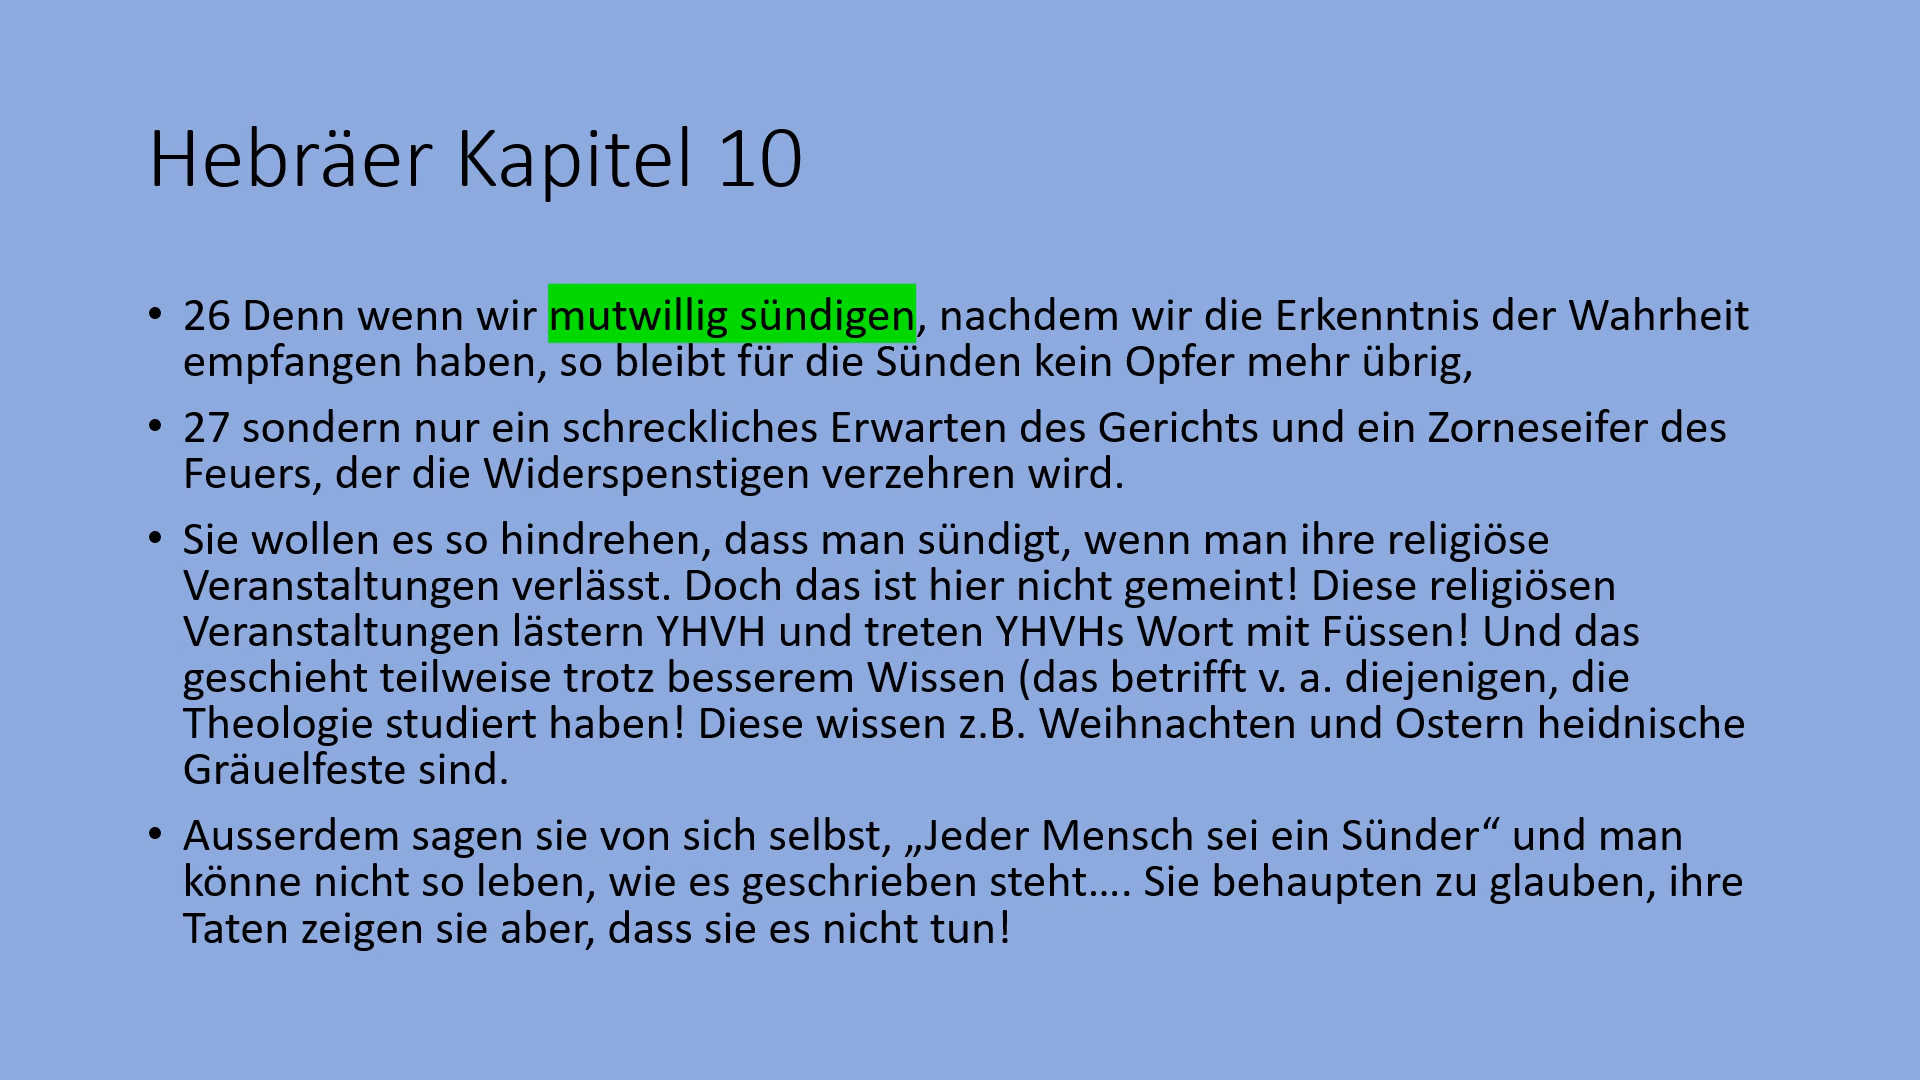 Hebräer Kapitel 10
• 26 Denn wenn wir mutwillig sündigen, nachdem wir die Erkenntnis der Wahrheit
empfangen haben, so bleibt für die Sünden kein Opfer mehr übrig,
• 27 sondern nur ein schreckliches Erwarten des Gerichts und ein Zorneseifer des
Feuers, der die Widerspenstigen verzehren wird.
• Sie wollen es so hindrehen, dass man sündigt, wenn man ihre religiöse
Veranstaltungen verlässt. Doch das ist hier nicht gemeint! Diese religiösen
Veranstaltungen lästern YHVH und treten YHVHs Wort mit Füssen! Und das
geschieht teilweise trotz besserem Wissen (das betrifft v. a. diejenigen, die
Theologie studiert haben! Diese wissen z.B. Weihnachten und Ostern heidnische
Gräuelfeste sind.
• Ausserdem sagen sie von sich selbst, „Jeder Mensch sei ein Sünder“ und man
könne nicht so leben, wie es geschrieben steht…. Sie behaupten zu glauben, ihre
Taten zeigen sie aber, dass sie es nicht tun!